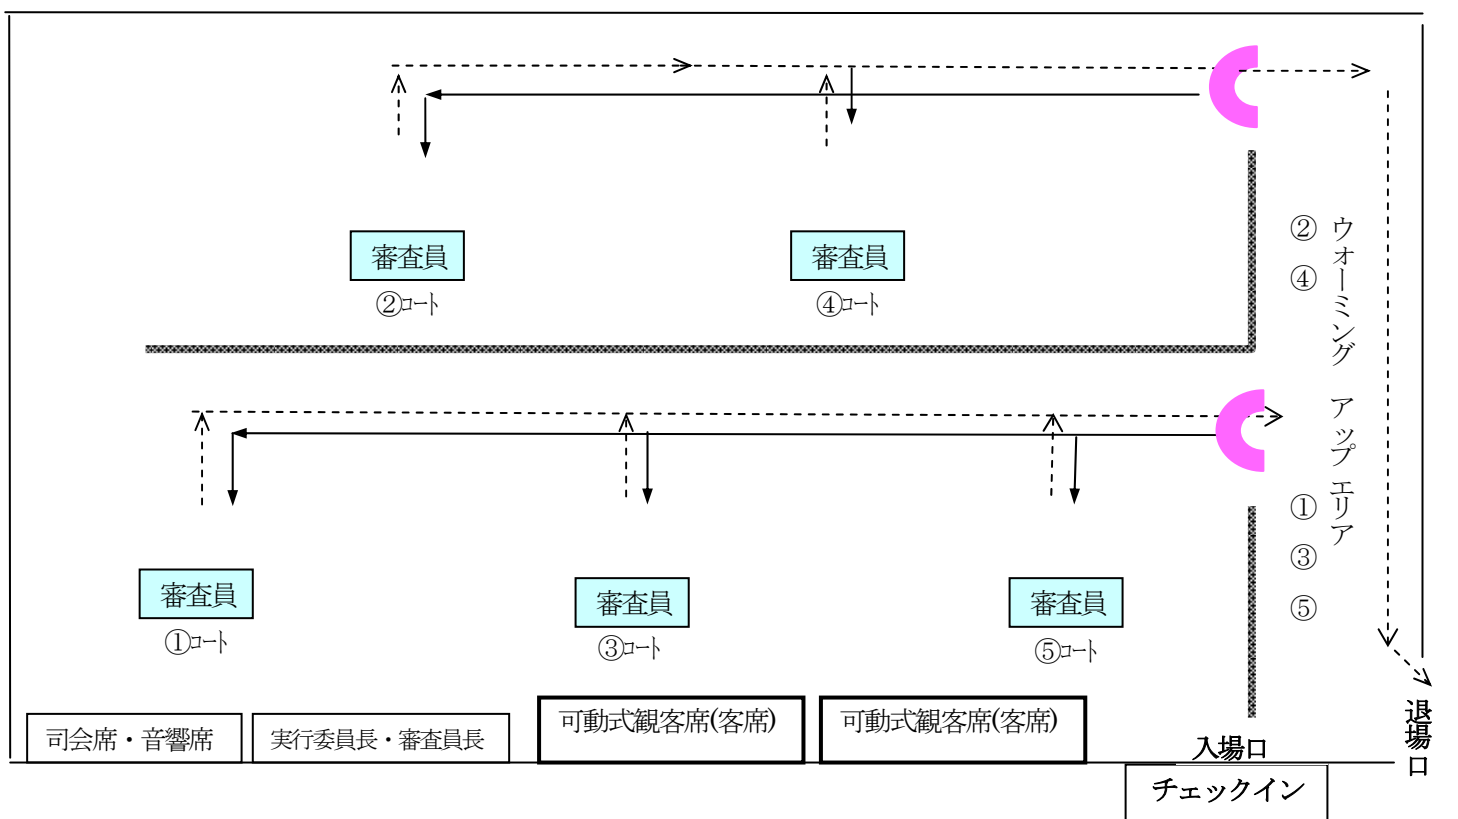 審査員
②ｺｰﾄ
審査員
④ｺｰﾄ
②
④
ウォーミング アップ エリア
①
③
⑤
審査員
①ｺｰﾄ
審査員
③ｺｰﾄ
審査員
⑤ｺｰﾄ
司会席・音響席
実行委員長・審査員長
可動式観客席(客席)
可動式観客席(客席)
入場口
退場口
チェックイン